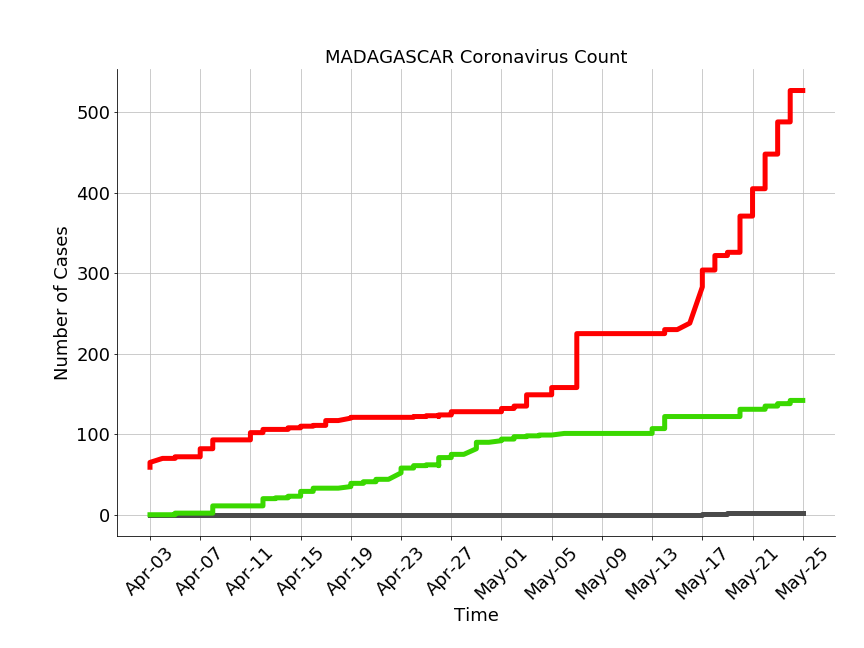 MADAGASCAR Coronavirus Count
500
400
300
200
100
0
Number of Cases
Apr-03
Apr-07
Apr-11
Apr-15
Apr-19
Apr-23
Apr-27
May-01
May-05
May-09
May-13
May-17
May-21
May-25
Time